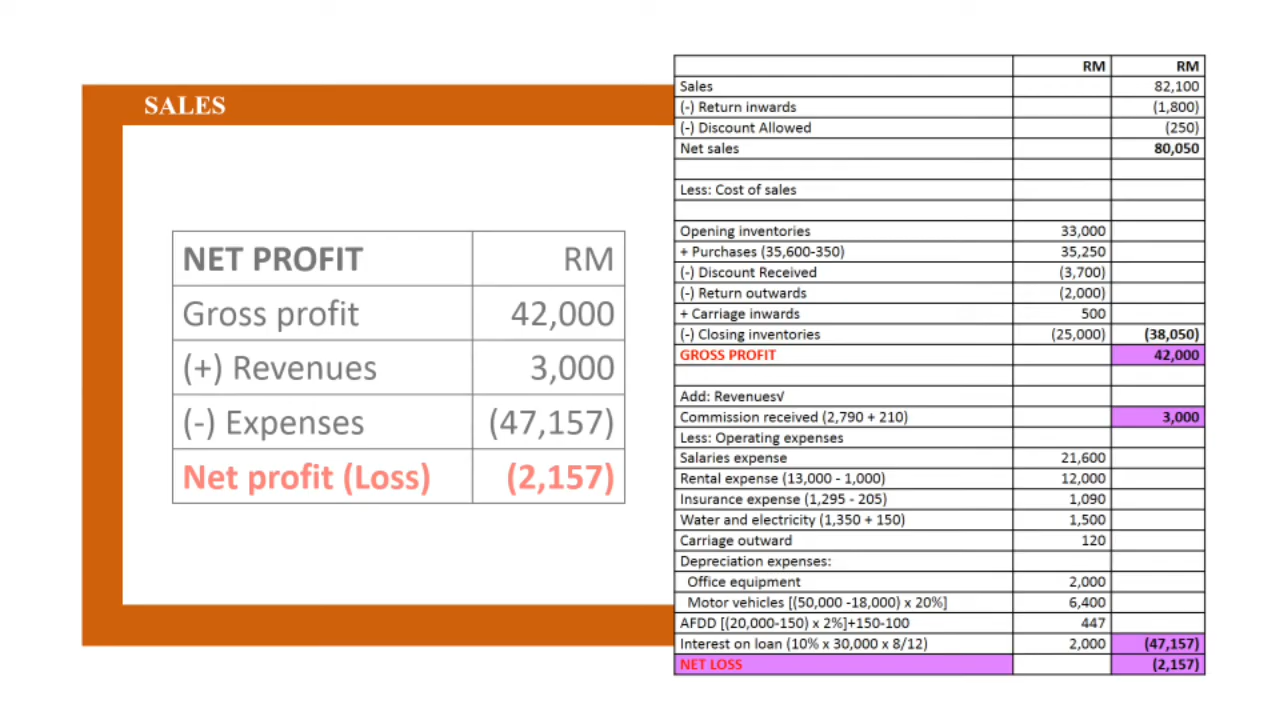 SALES
NET PROFIT RM
Gross profit 42,000
(+) Revenues 3,000
(-) Expenses (47,157)
Net profit (Loss) (2,157)
RM RM
Sales 82,100
(-) Return inwards (1,800)
(-) Discount Allowed (250)
Net sales 80,050
Less: Cost of sales
Opening inventories 33,000
+ Purchases (35,600-350) 35,250
(-) Discount Received (3,700)
(-) Return outwards (2,000)
+ Carriage inwards 500
(-) Closing inventories (25,000) (38,050)
GROSS PROFIT 42,000
Add: Revenues√
Commission received (2,790 + 210) 3,000
Less: Operating expenses
Salaries expense 21,600
Rental expense (13,000 - 1,000) 12,000
Insurance expense (1,295 - 205) 1,090
Water and electricity (1,350 + 150) 1,500
Carriage outward 120
Depreciation expenses:
Office equipment 2,000
Motor vehicles [(50,000 -18,000) x 20%] 6,400
AFDD [(20,000-150) x 2%]+150-100 447
Interest on loan (10% x 30,000 x 8/12) 2,000 (47,157)
NET LOSS (2,157)